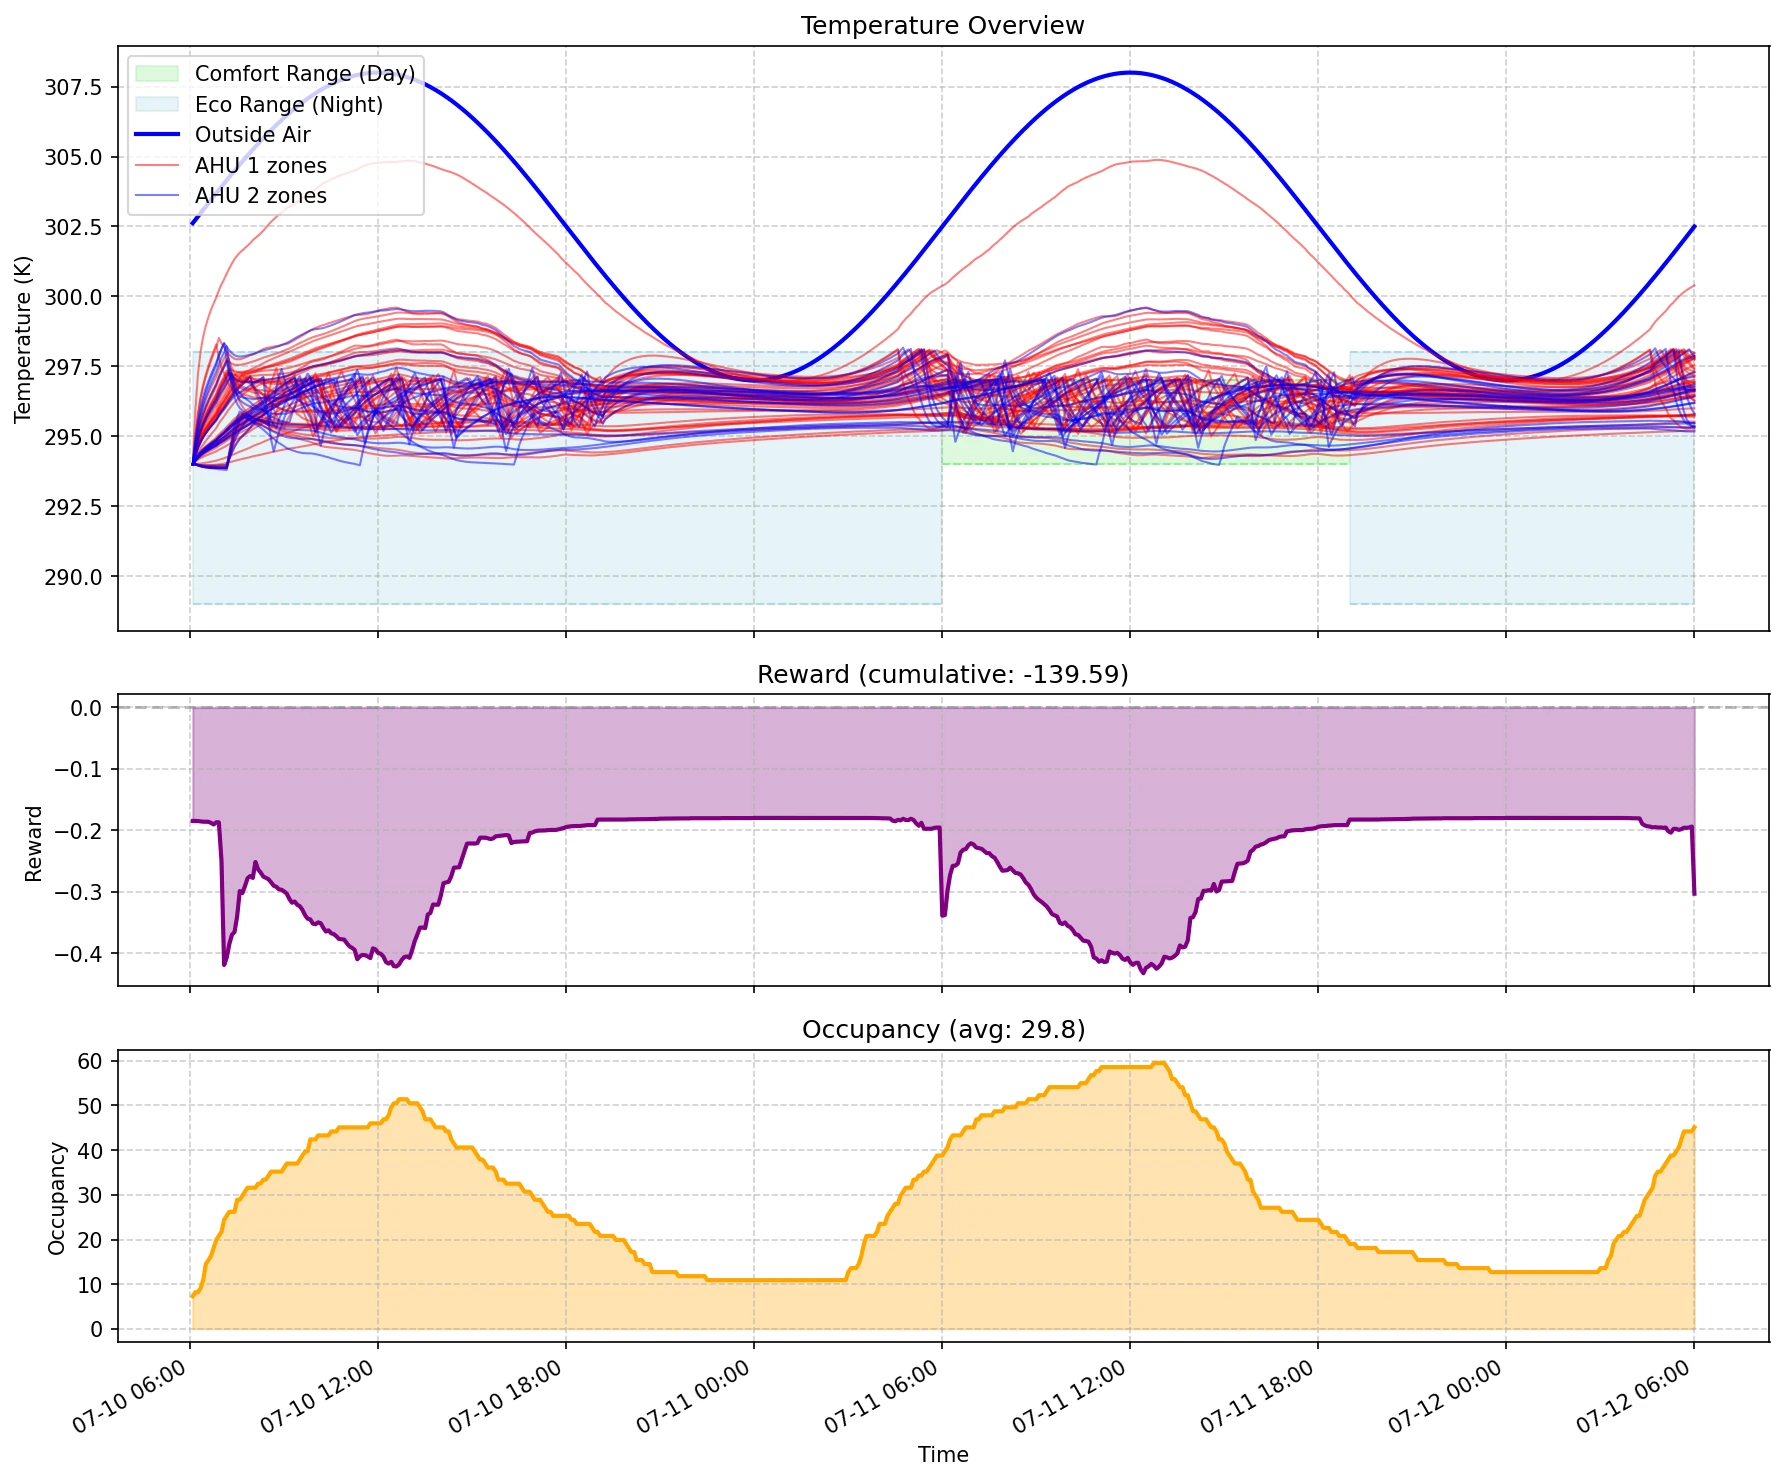 Temperature Overview
Comfort Range (Day)
Eco Range (Night)
Outside Air
AHU 1 zones
AHU 2 zones
Temperature (K)
307.5
305.0
302.5
300.0
297.5
295.0
292.5
290.0
Reward (cumulative: -139.59)
Reward
0.0
−0.1
−0.2
−0.3
−0.4
Occupancy (avg: 29.8)
Occupancy
60
50
40
30
20
10
0
07-10 06:00
07-10 12:00
07-10 18:00
07-11 00:00
07-11 06:00
07-11 12:00
07-11 18:00
07-12 00:00
07-12 06:00
Time